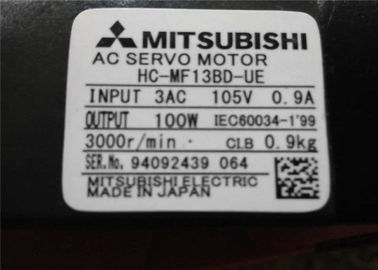 MITSUBISHI
AC SERVO MOTOR
HC-MF13BD-UE
INPUT 3AC 105V 0.9A
OUTPUT 100W IEC60034-1'99
3000r/min · CLB 0.9kg
SER.No. 94092439 064
MITSUBISHI ELECTRIC
MADE IN JAPAN